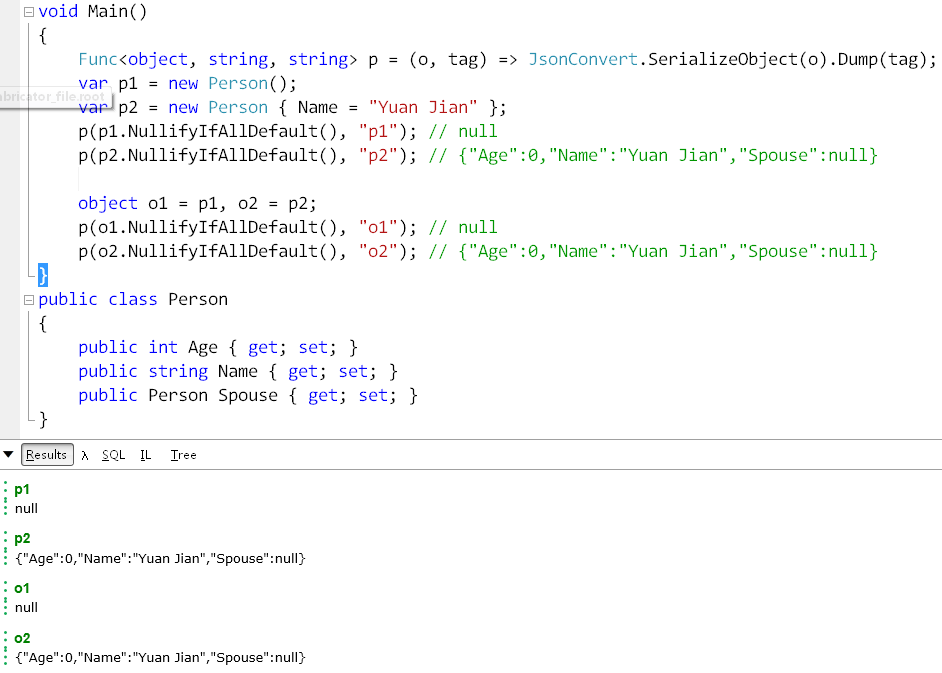 void Main()
{
Func<object, string, string> p = (o, tag) => JsonConvert.SerializeObject(o).Dump(tag);
var p1 = new Person();
abricator_file.root
var p2 = new Person { Name = "Yuan Jian" };
p(p1.NullifyIfAllDefault(), "p1"); // null
p(p2.NullifyIfAllDefault(), "p2"); // {"Age":0,"Name":"Yuan Jian","Spouse":null}
object o1 = p1, o2 = p2;
p(o1.NullifyIfAllDefault(), "o1"); // null
p(o2.NullifyIfAllDefault(), "o2"); // {"Age":0,"Name":"Yuan Jian","Spouse":null}
}
public class Person
{
public int Age { get; set; }
public string Name { get; set; }
public Person Spouse { get; set; }
}
Results λ SQL IL Tree
p1
null
p2
{"Age":0,"Name":"Yuan Jian","Spouse":null}
o1
null
o2
{"Age":0,"Name":"Yuan Jian","Spouse":null}